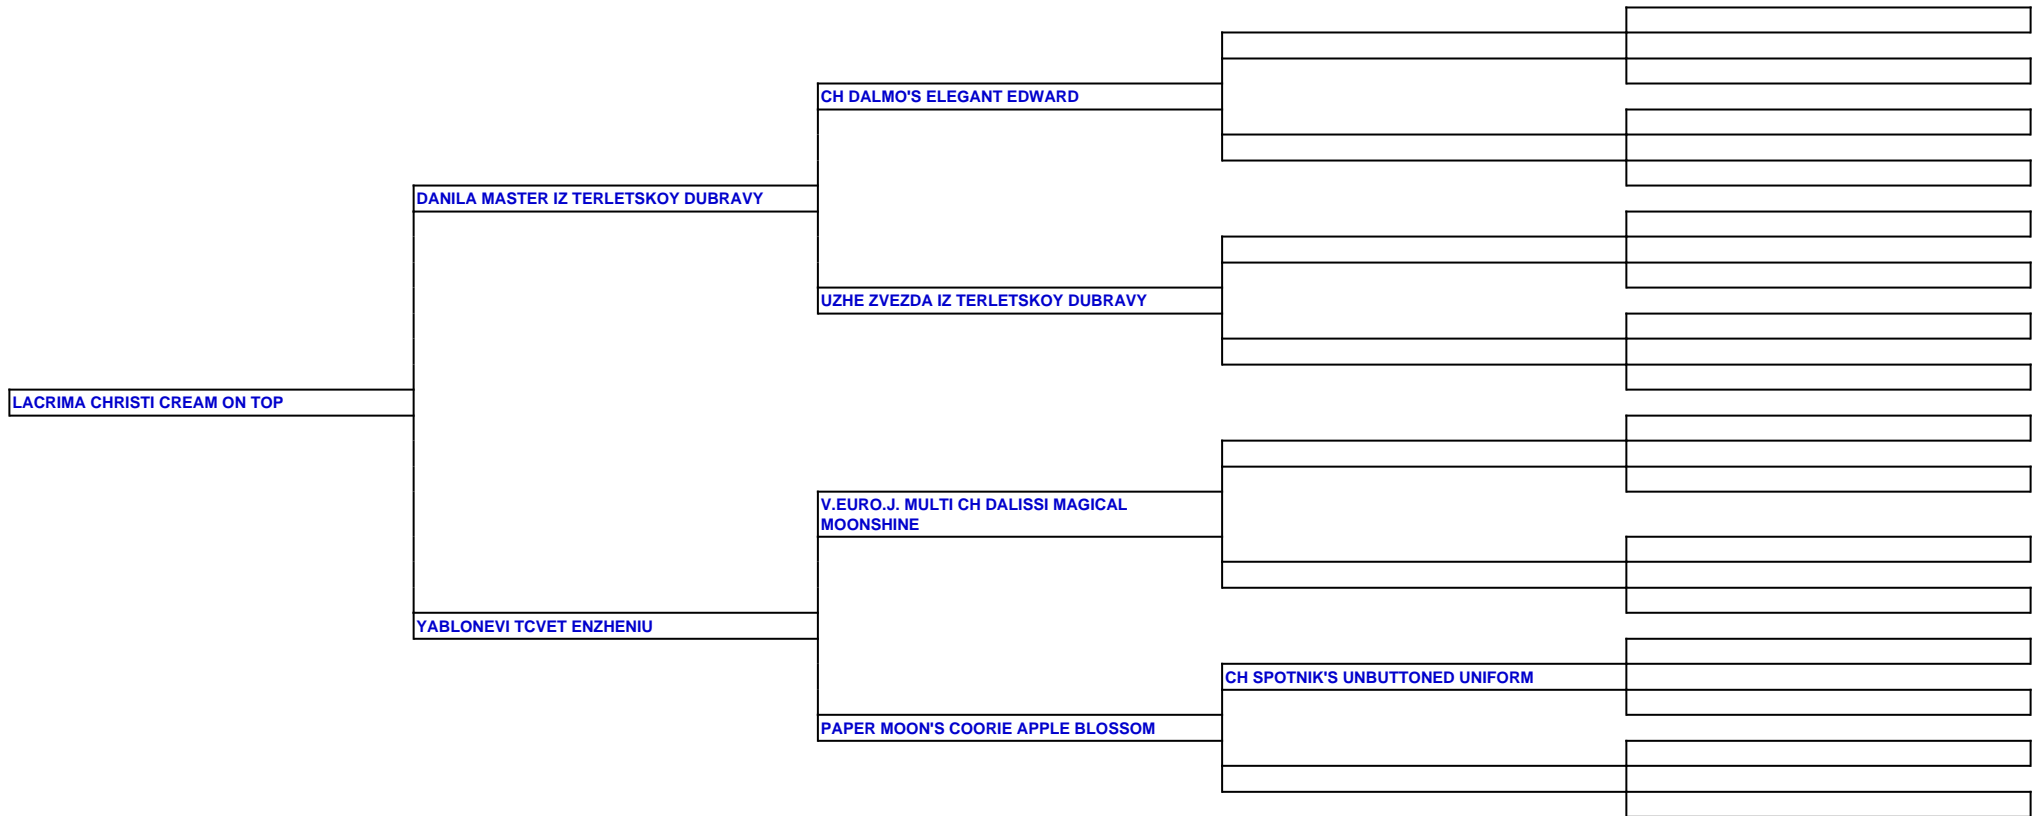 CH DALMO'S ELEGANT EDWARD
DANILA MASTER IZ TERLETSKOY DUBRAVY
UZHE ZVEZDA IZ TERLETSKOY DUBRAVY
LACRIMA CHRISTI CREAM ON TOP
V.EURO.J. MULTI CH DALISSI MAGICAL
MOONSHINE
YABLONEVI TCVET ENZHENIU
CH SPOTNIK'S UNBUTTONED UNIFORM
PAPER MOON'S COORIE APPLE BLOSSOM